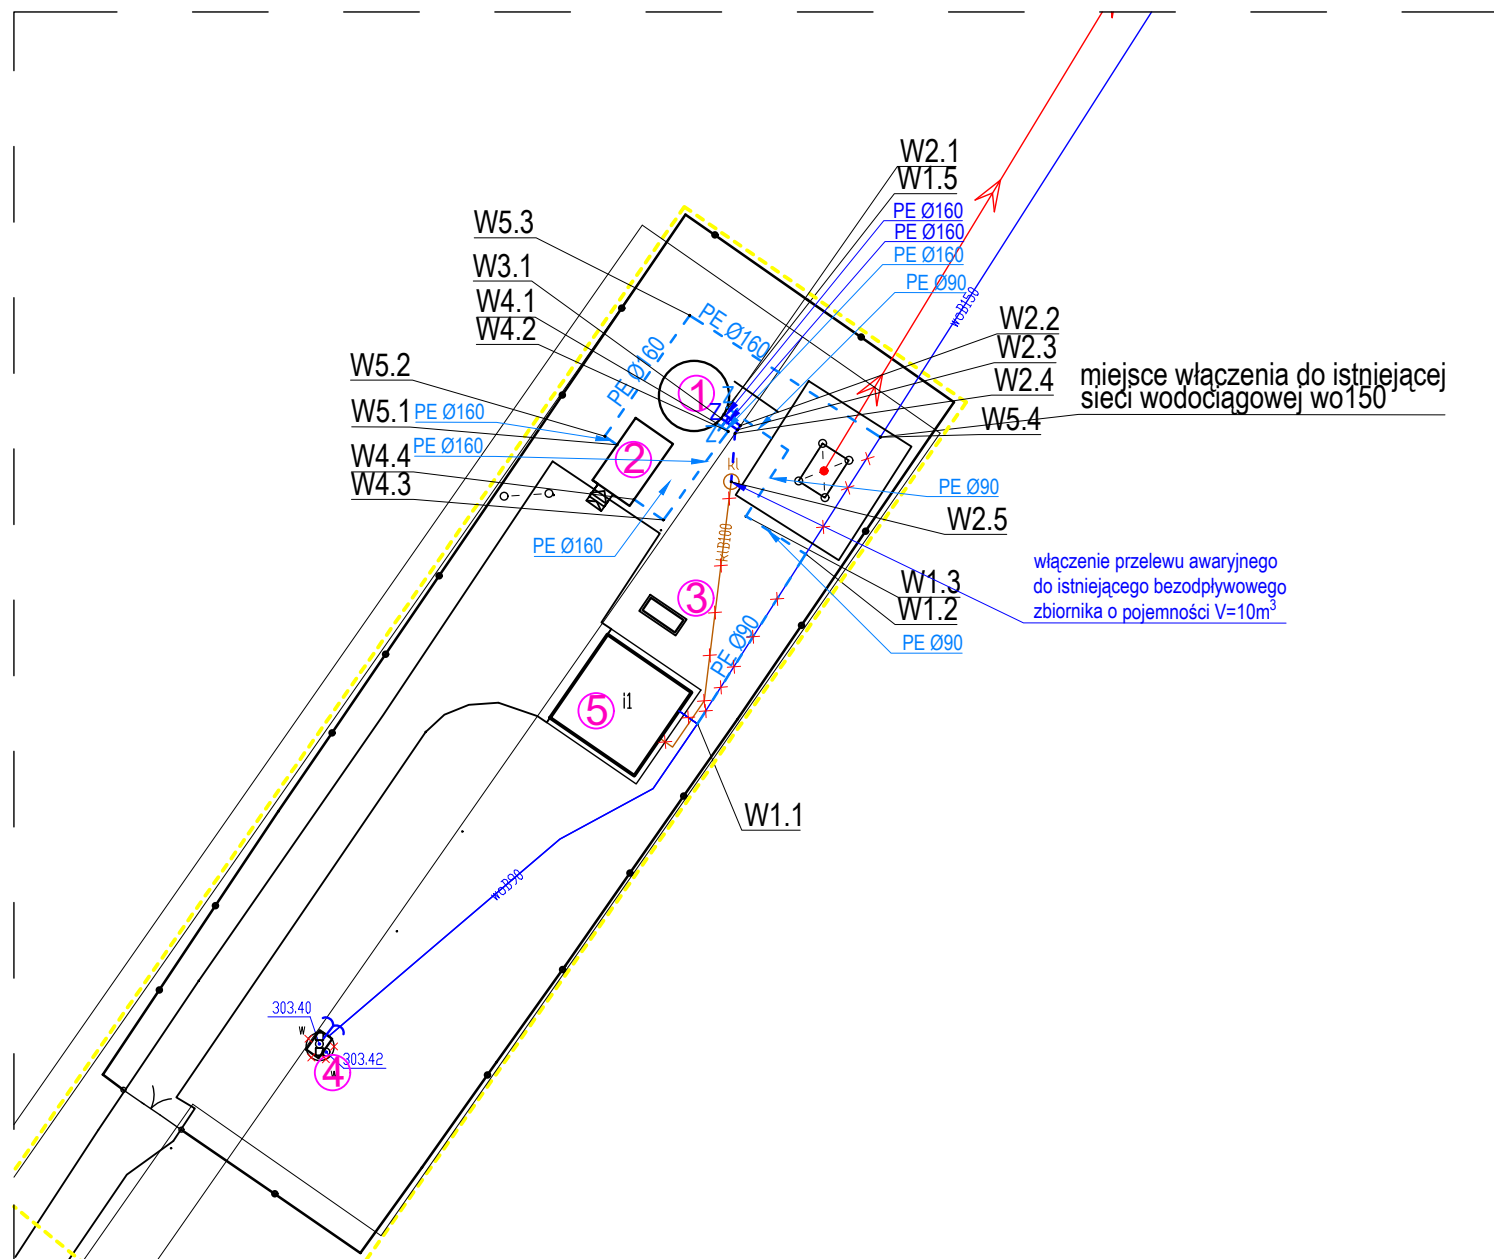 W2.1
W1.5
PE Ø160
PE Ø160
PE Ø160
PE Ø90
W5.3
W3.1
W4.1
W4.2
W5.2
W5.1
PE Ø160
PE Ø160
W4.4
W4.3
PE Ø160
PE Ø160
PE Ø160
woD150
W2.2
W2.3
W2.4
W5.4
miejsce włączenia do istniejącej
sieci wodociągowej wo150
PE Ø90
W2.5
włączenie przelewu awaryjnego
do istniejącego bezodpływowego
zbiornika o pojemności V=10m³
W1.3
W1.2
PE Ø90
PE Ø90
1
2
3
5
i1
W1.1
woD90
303.40
w
303.42
4